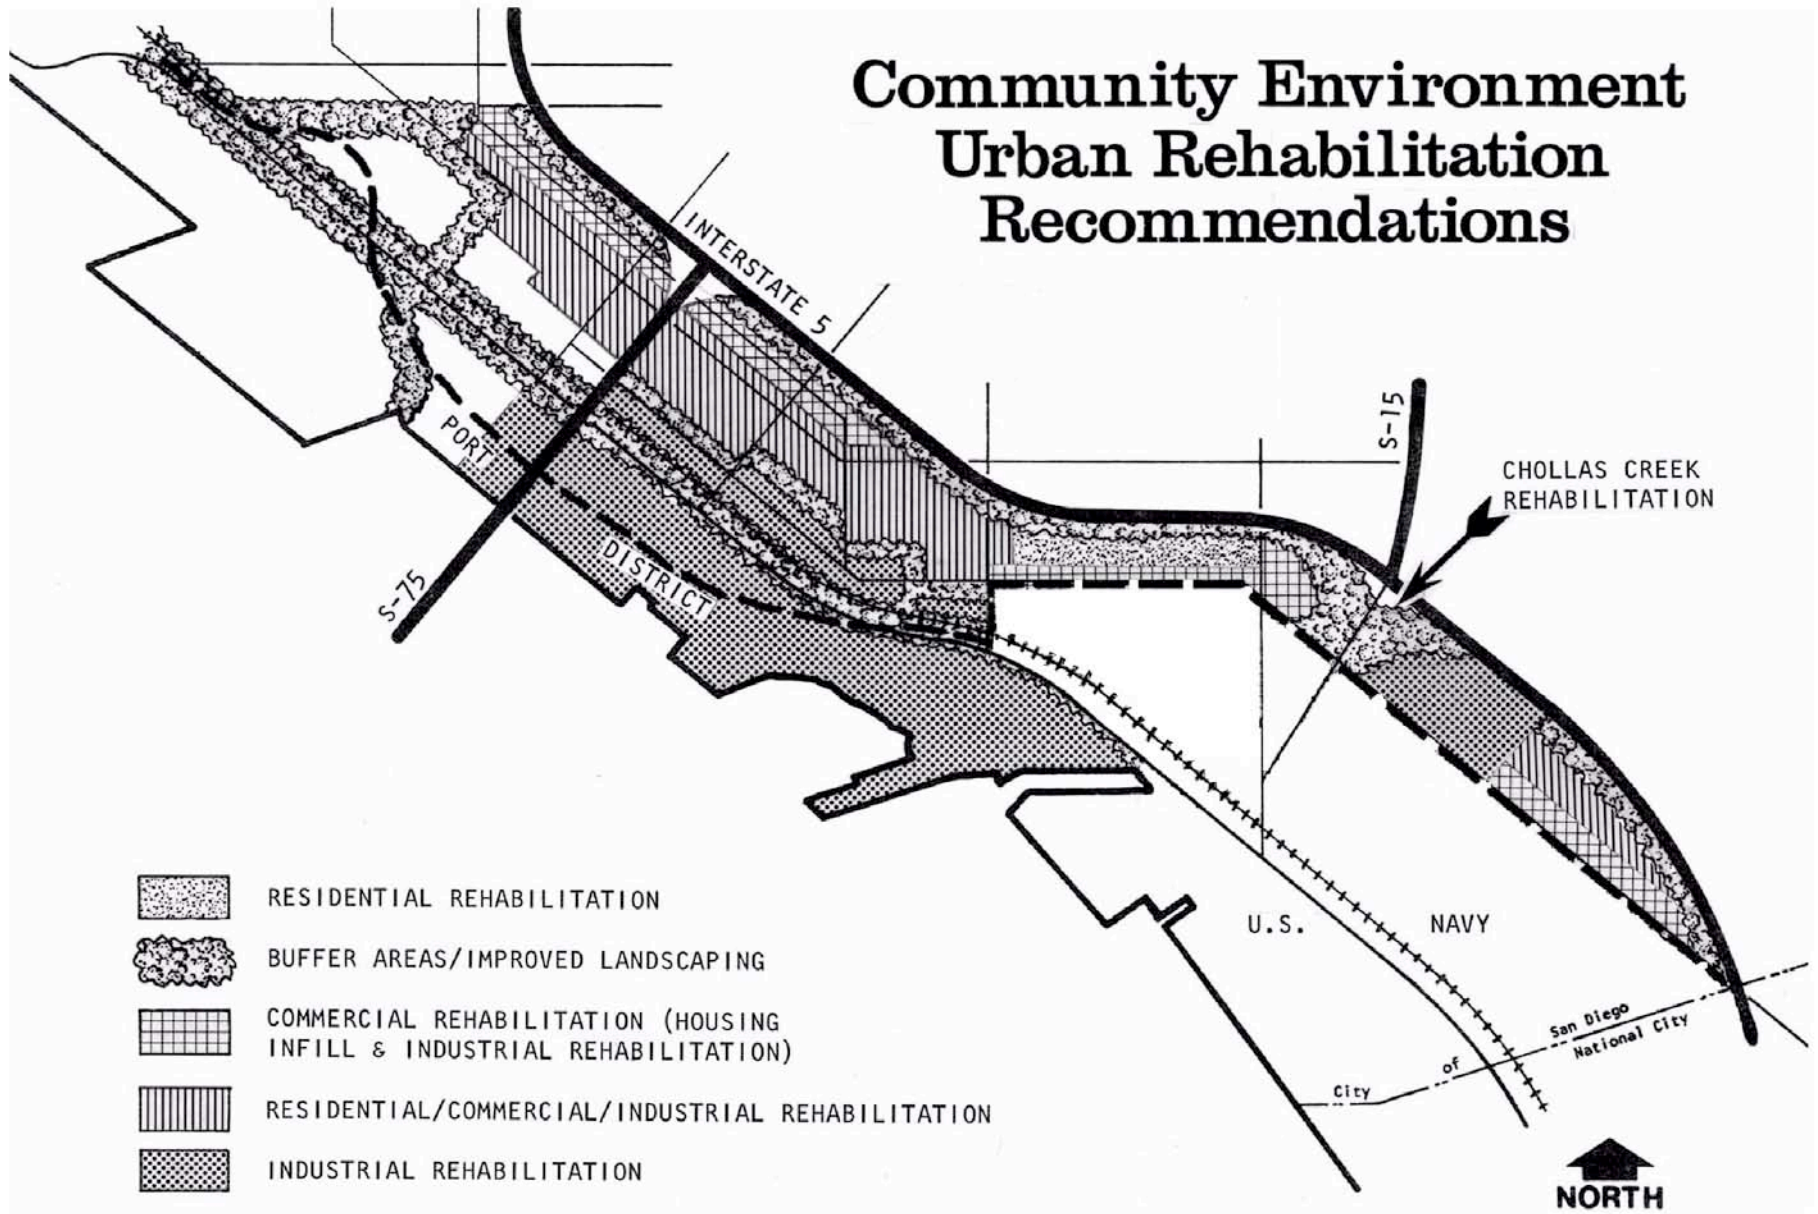 Community Environment
Urban Rehabilitation
Recommendations
INTERSTATE 5
S-15
CHOLLAS CREEK
REHABILITATION
PORT
DISTRICT
S-75
RESIDENTIAL REHABILITATION
BUFFER AREAS/IMPROVED LANDSCAPING
COMMERCIAL REHABILITATION (HOUSING
INFILL & INDUSTRIAL REHABILITATION)
RESIDENTIAL/COMMERCIAL/INDUSTRIAL REHABILITATION
INDUSTRIAL REHABILITATION
U.S. NAVY
City of San Diego
National City
NORTH